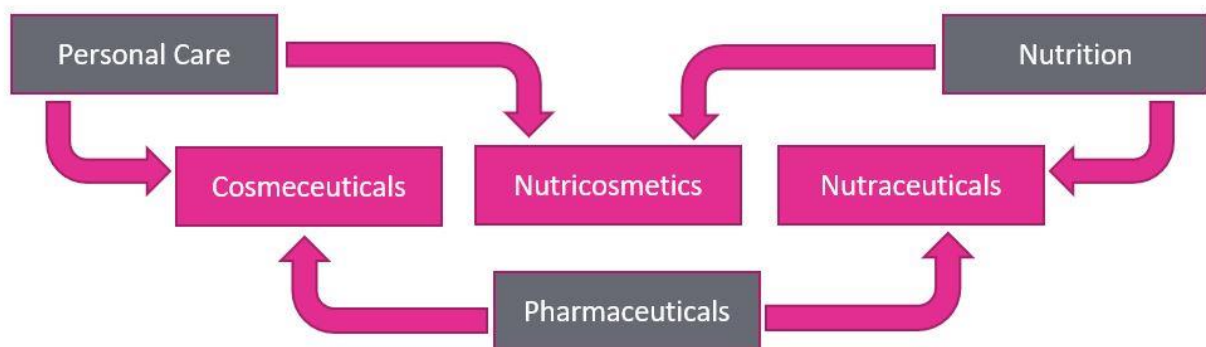 Personal Care
Nutrition
Cosmeceuticals
Nutricosmetics
Nutraceuticals
Pharmaceuticals